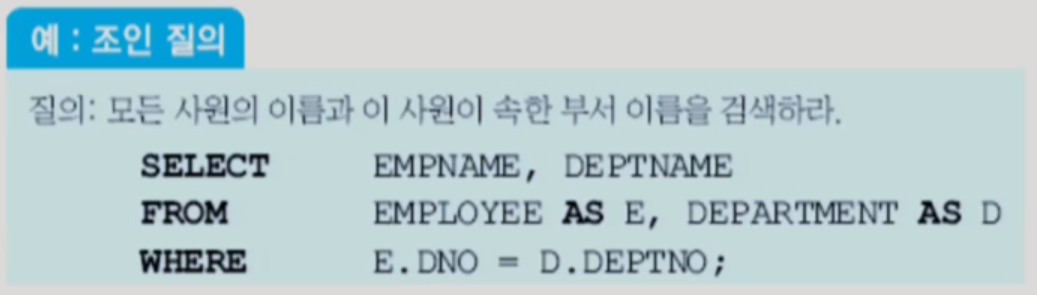 예 : 조인 질의
질의: 모든 사원의 이름과 이 사원이 속한 부서 이름을 검색하라.
SELECT EMPNAME, DEPTNAME
FROM EMPLOYEE AS E, DEPARTMENT AS D
WHERE E.DNO = D.DEPTNO;